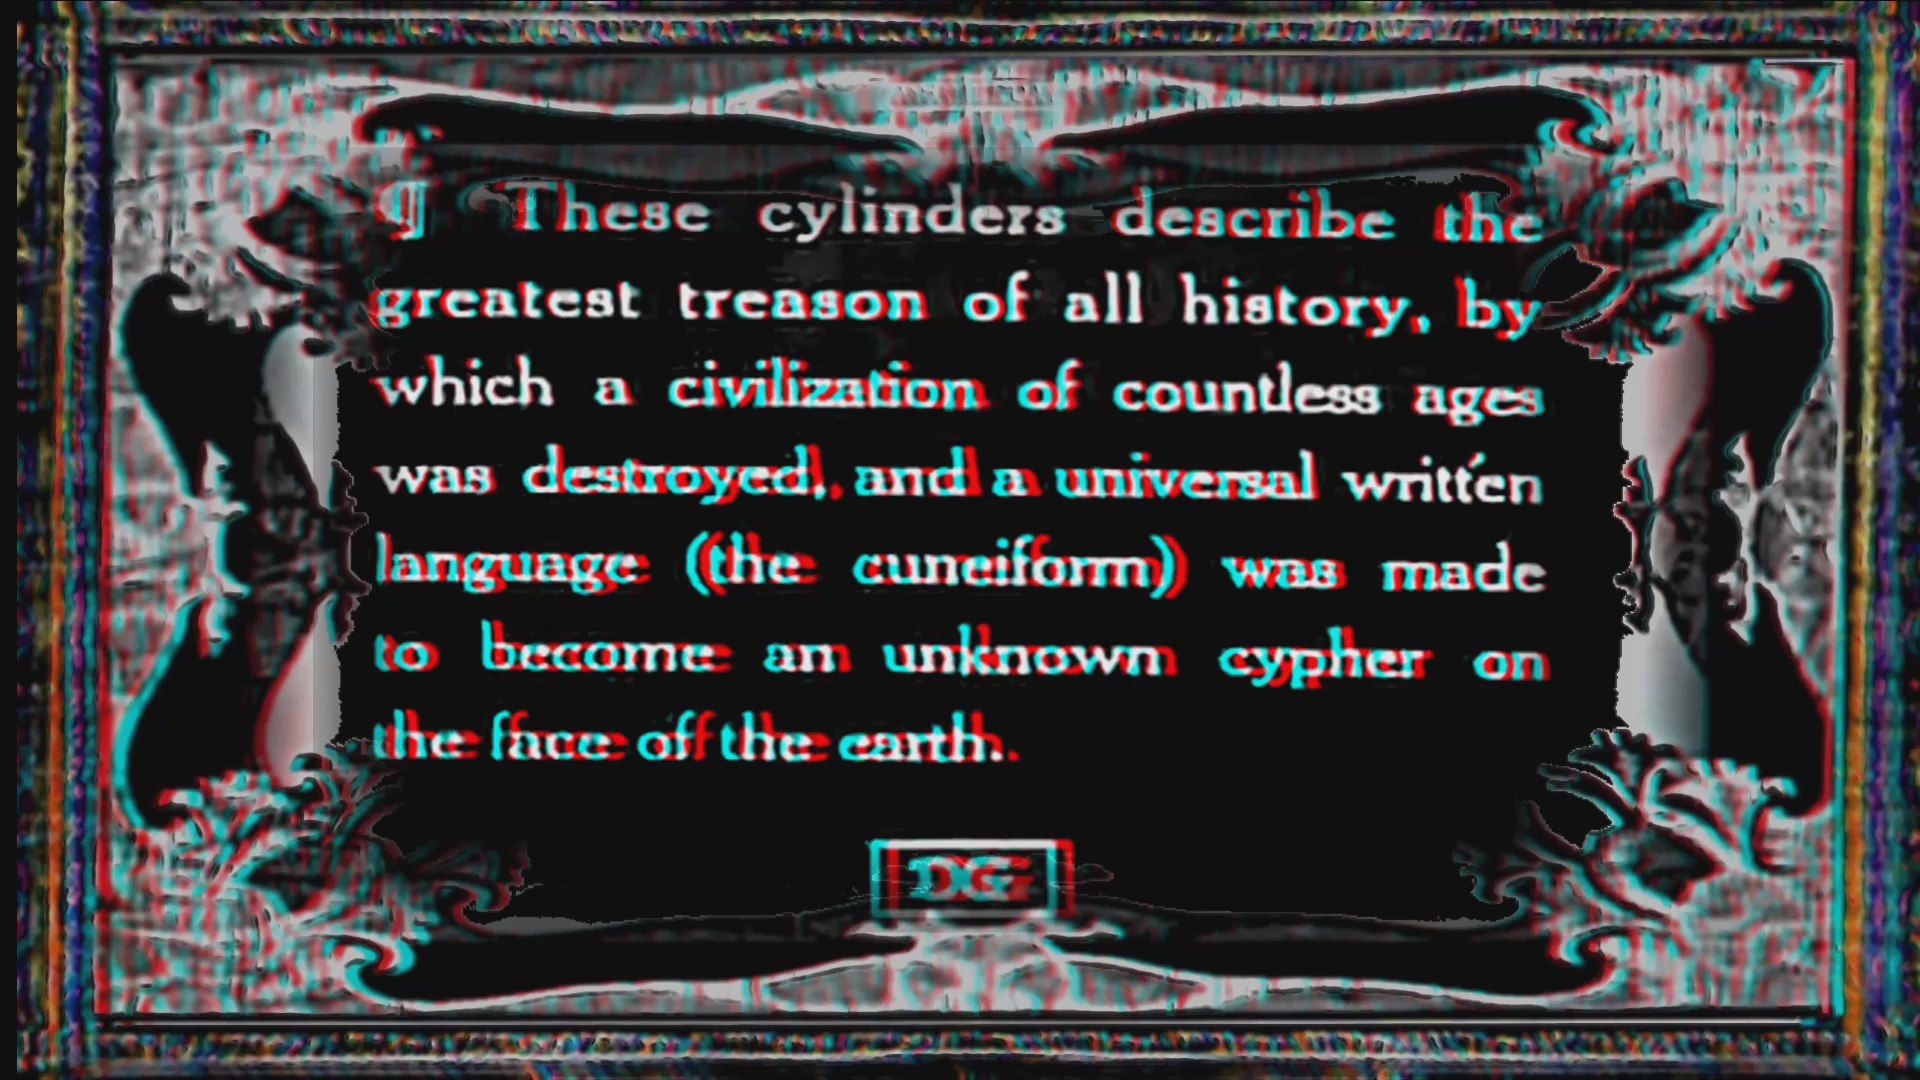 ¶ These cylinders describe the
greatest treason of all history, by
which a civilization of countless ages
was destroyed, and a universal written
language (the cuneiform) was made
to become an unknown cypher on
the face of the earth.
DG